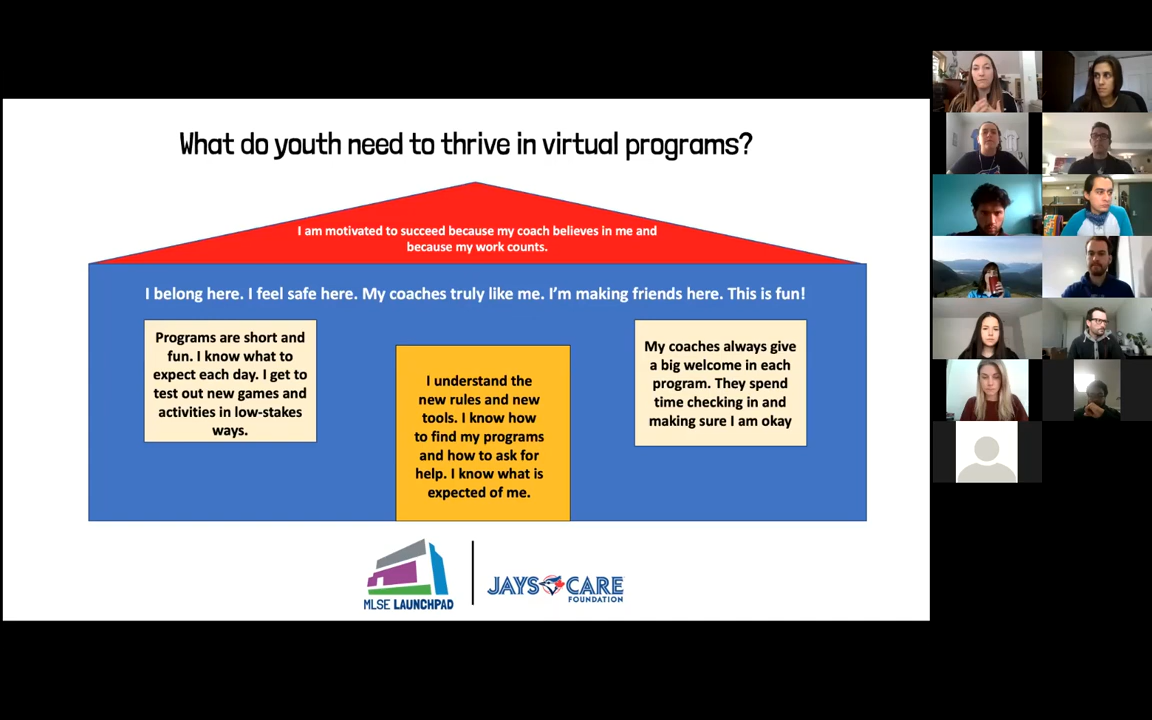 What do youth need to thrive in virtual programs?
I am motivated to succeed because my coach believes in me and
because my work counts.
I belong here. I feel safe here. My coaches truly like me. I'm making friends here. This is fun!
Programs are short and
fun. I know what to
expect each day. I get to
test out new games and
activities in low-stakes
ways.
I understand the
new rules and new
tools. I know how
to find my programs
and how to ask for
help. I know what is
expected of me.
My coaches always give
a big welcome in each
program. They spend
time checking in and
making sure I am okay
MLSE LAUNCHPAD
JAYS CARE
FOUNDATION